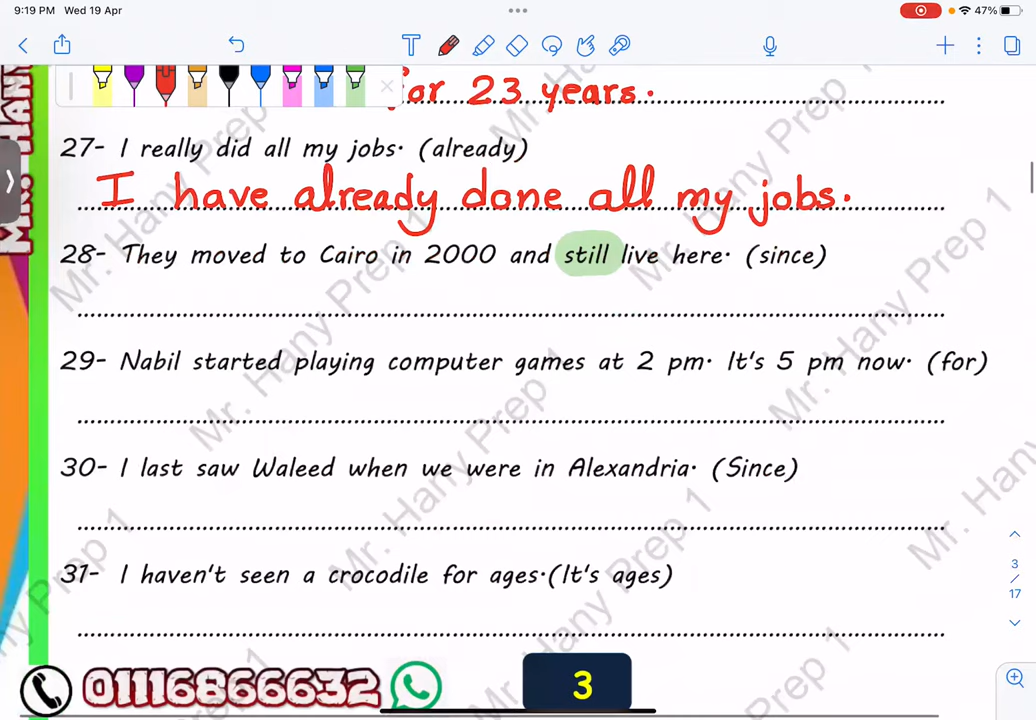 9:19 PM Wed 19 Apr 47%
for 23 years.
27- I really did all my jobs. (already)
I have already done all my jobs.
28- They moved to Cairo in 2000 and still live here. (since)
29- Nabil started playing computer games at 2 pm. It's 5 pm now. (for)
30- I last saw Waleed when we were in Alexandria. (Since)
31- I haven't seen a crocodile for ages.(It's ages)
3
/
17
01116866632
3
Mr. Hany Prep 1